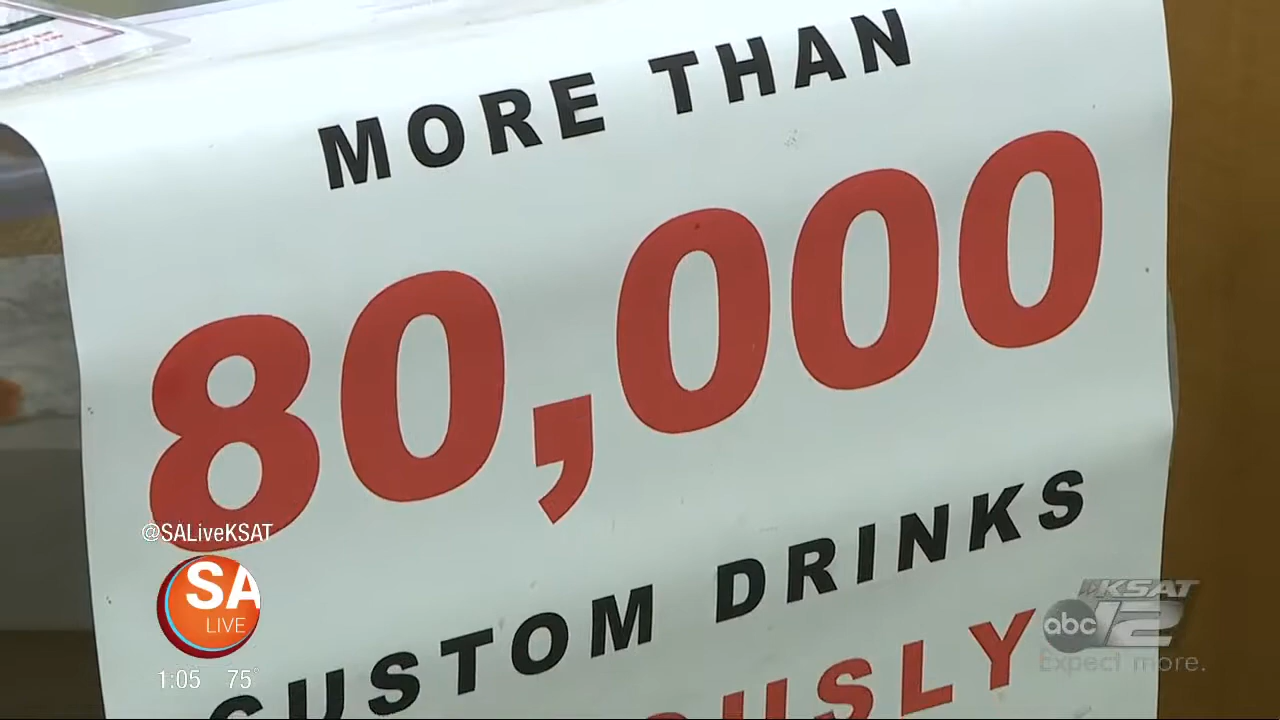 MORE THAN
80,000
CUSTOM DRINKS
@SALiveKSAT
SA
LIVE
1:05 75°
KSAT
abc 12
Expect more.